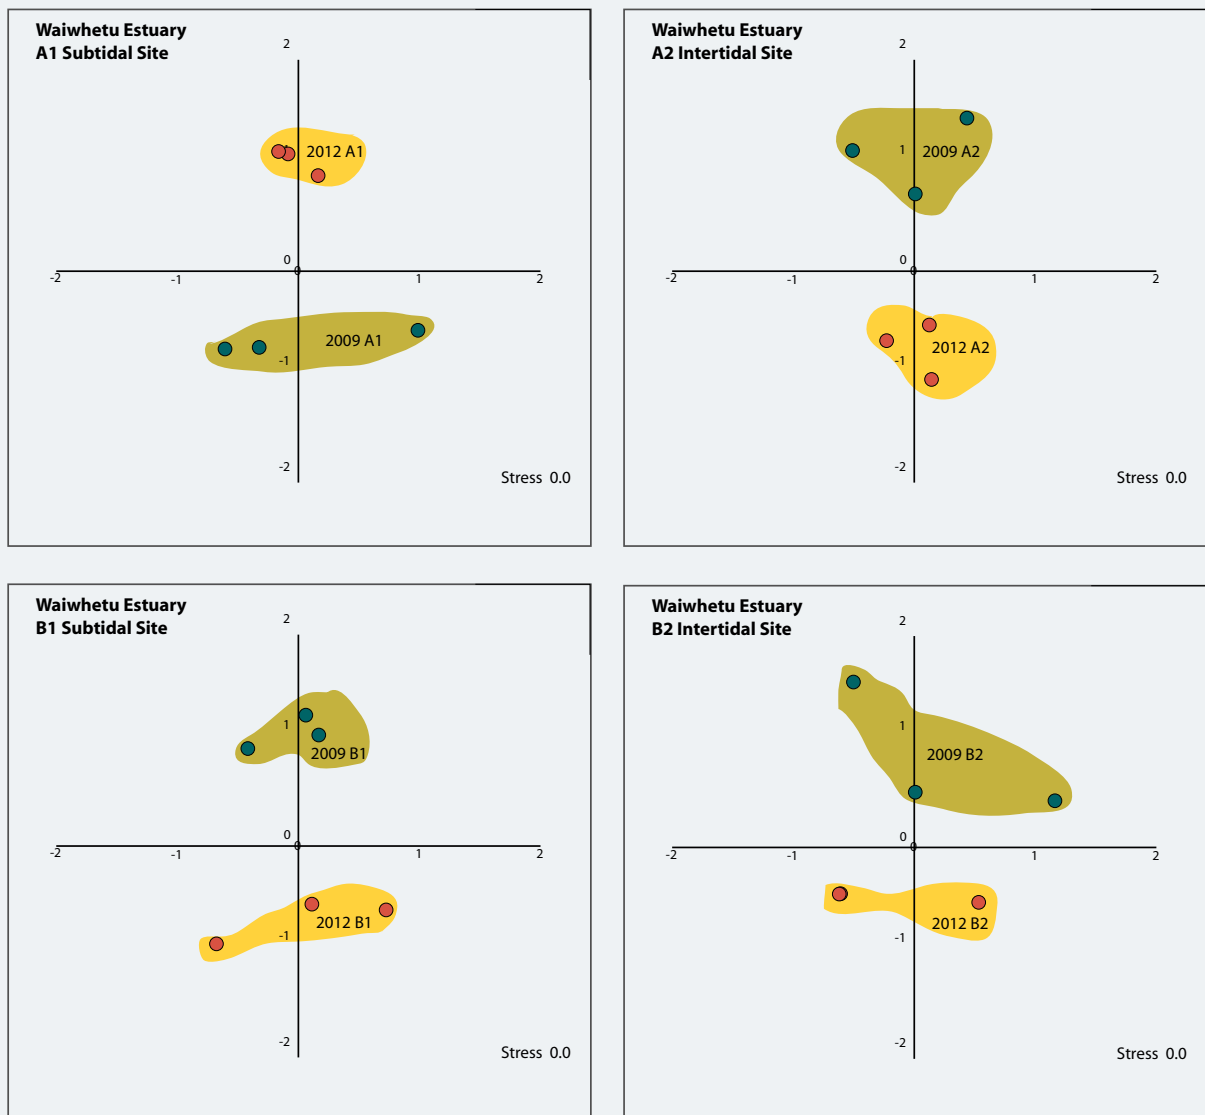 Waiwhetu Estuary
A1 Subtidal Site
2
1
2012 A1
0
-2
-1
0
1
2
2009 A1
-1
-2
Stress 0.0
Waiwhetu Estuary
A2 Intertidal Site
2
1
2009 A2
0
-2
-1
0
1
2
2012 A2
-1
-2
Stress 0.0
Waiwhetu Estuary
B1 Subtidal Site
2
1
2009 B1
0
-2
-1
0
1
2
2012 B1
-1
-2
Stress 0.0
Waiwhetu Estuary
B2 Intertidal Site
2
1
2009 B2
0
-2
-1
0
1
2
2012 B2
-1
-2
Stress 0.0